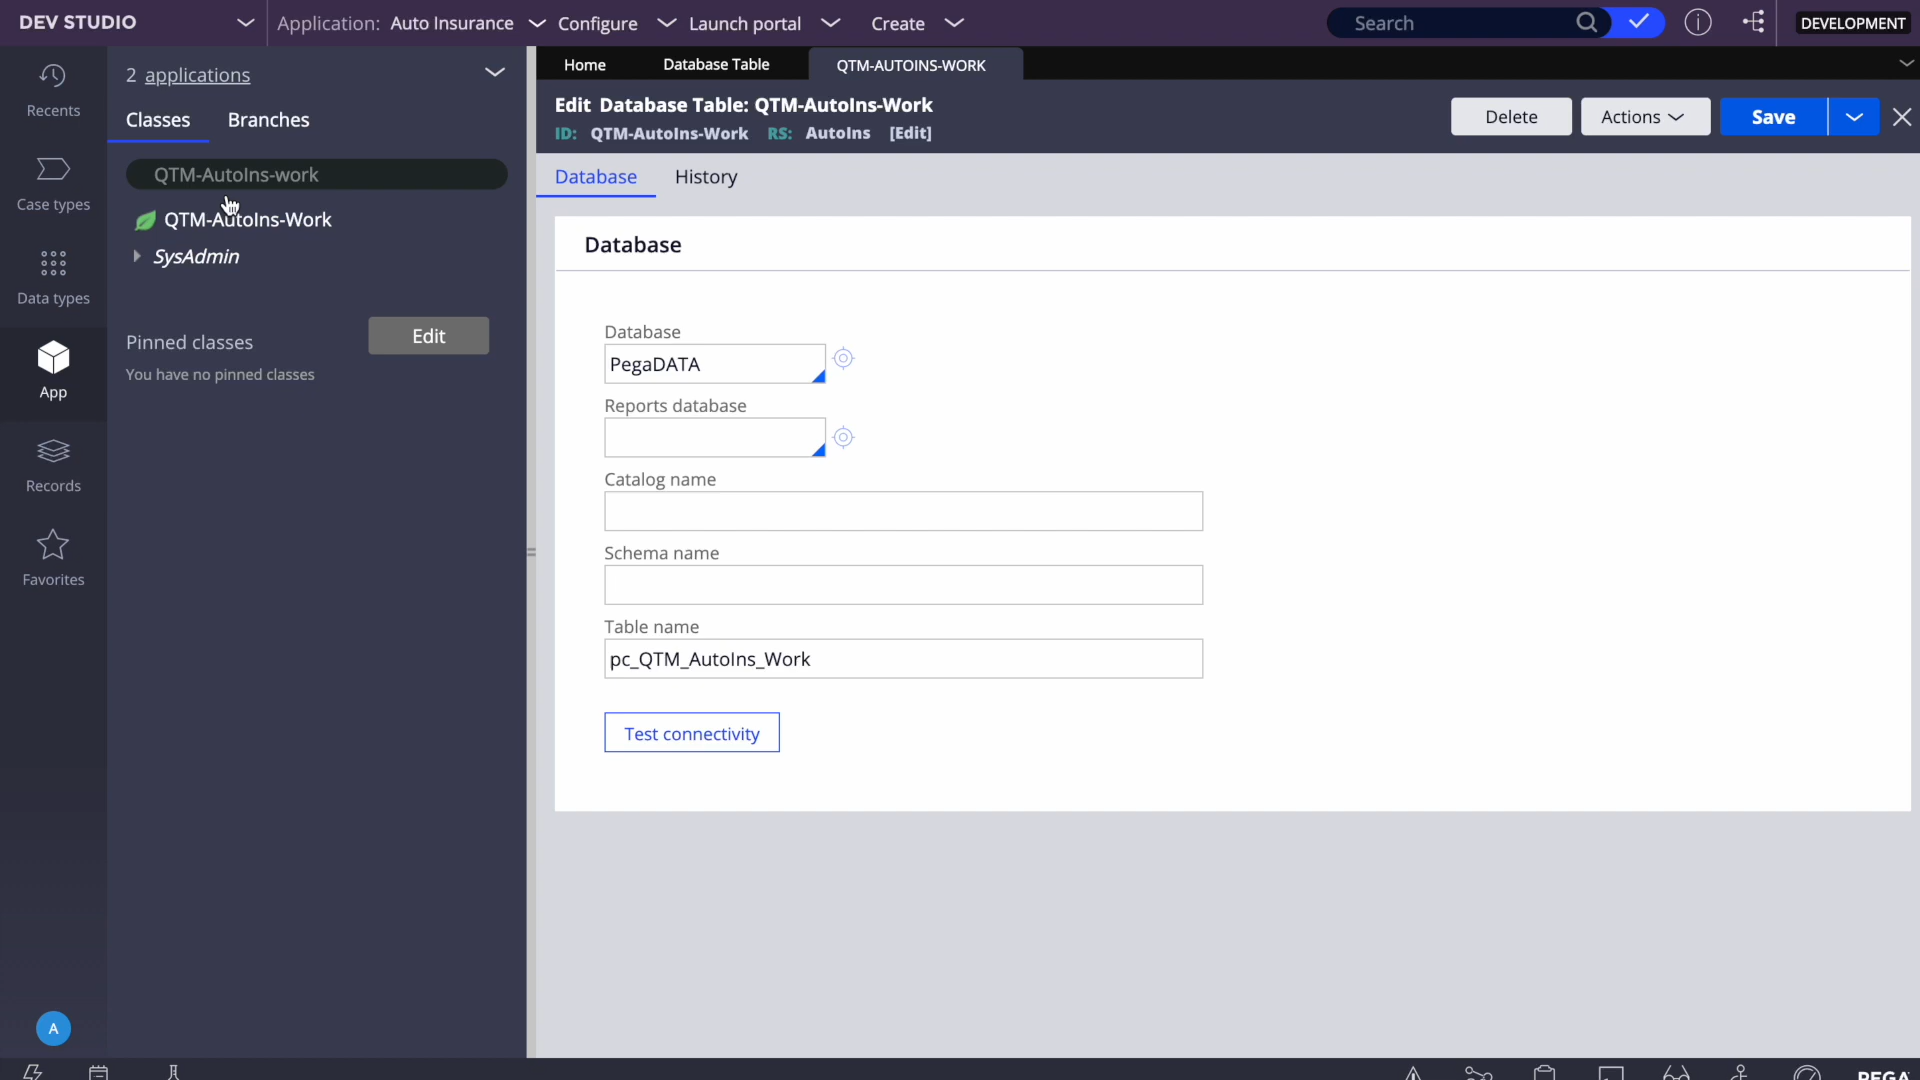 DEV STUDIO
Application: Auto Insurance
Configure
Launch portal
Create
Search
DEVELOPMENT
Recents
Case types
Data types
App
Records
Favorites
A
2 applications
Classes
Branches
QTM-AutoIns-work
QTM-AutoIns-Work
SysAdmin
Pinned classes
Edit
You have no pinned classes
Home
Database Table
QTM-AUTOINS-WORK
Edit Database Table: QTM-AutoIns-Work
ID: QTM-AutoIns-Work RS: AutoIns [Edit]
Delete
Actions
Save
Database
History
Database
Database
PegaDATA
Reports database
Catalog name
Schema name
Table name
pc_QTM_AutoIns_Work
Test connectivity
PEGA